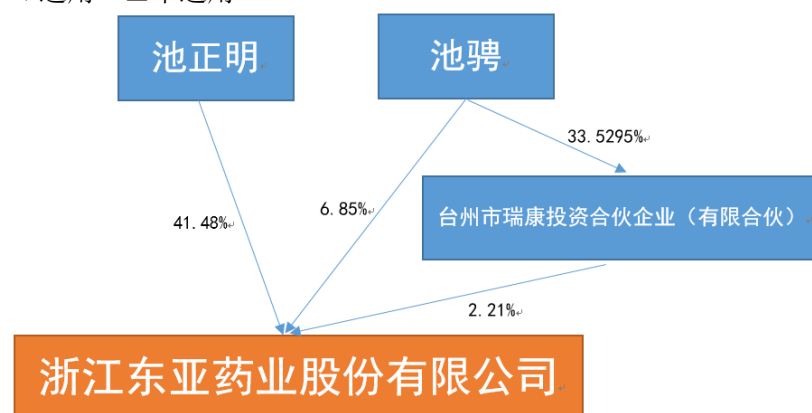 池正明
池骋
33.5295%
台州市瑞康投资合伙企业（有限合伙）
6.85%
41.48%
2.21%
浙江东亚药业股份有限公司